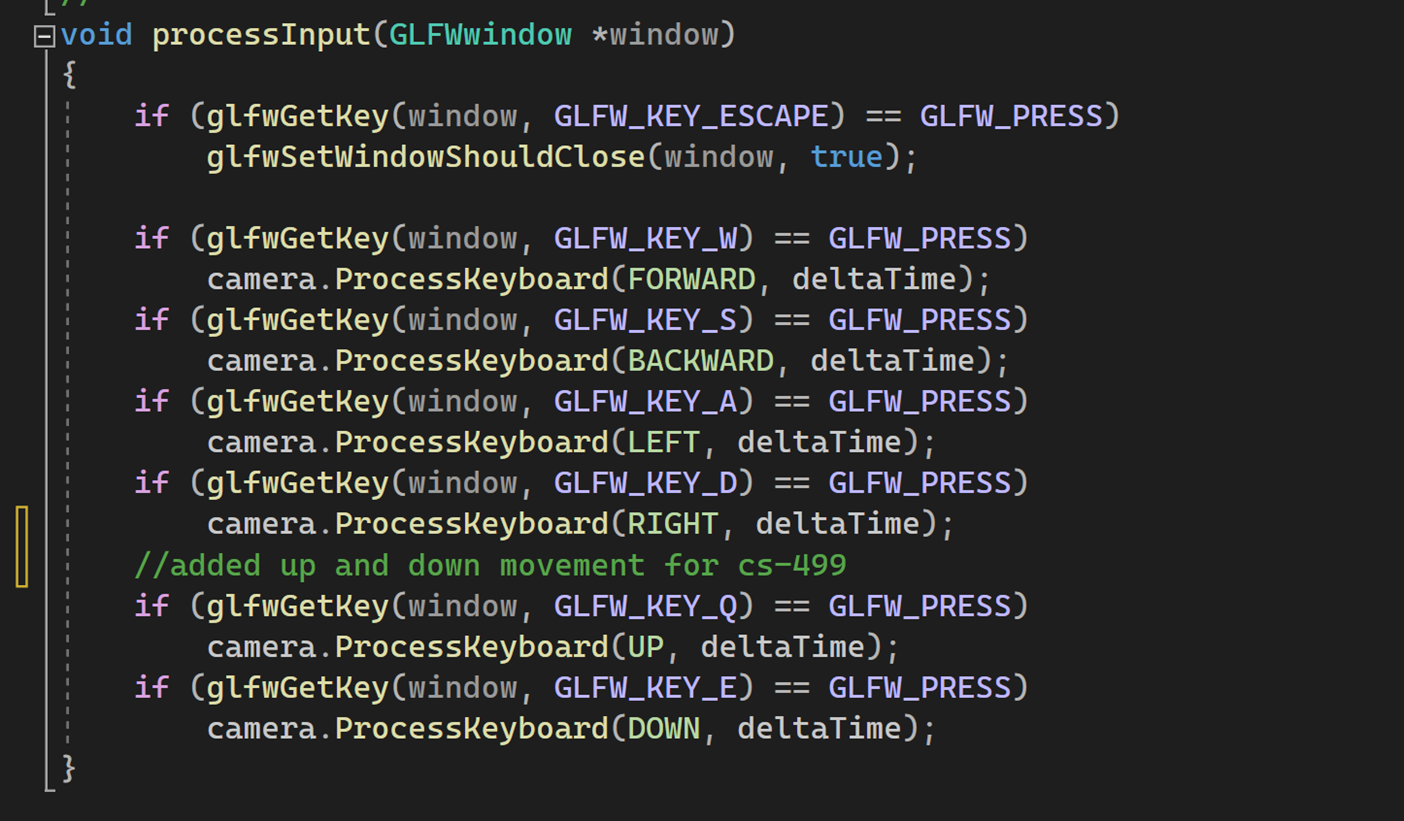 //
void processInput(GLFWwindow *window)
{
    if (glfwGetKey(window, GLFW_KEY_ESCAPE) == GLFW_PRESS)
        glfwSetWindowShouldClose(window, true);

    if (glfwGetKey(window, GLFW_KEY_W) == GLFW_PRESS)
        camera.ProcessKeyboard(FORWARD, deltaTime);
    if (glfwGetKey(window, GLFW_KEY_S) == GLFW_PRESS)
        camera.ProcessKeyboard(BACKWARD, deltaTime);
    if (glfwGetKey(window, GLFW_KEY_A) == GLFW_PRESS)
        camera.ProcessKeyboard(LEFT, deltaTime);
    if (glfwGetKey(window, GLFW_KEY_D) == GLFW_PRESS)
        camera.ProcessKeyboard(RIGHT, deltaTime);
    //added up and down movement for cs-499
    if (glfwGetKey(window, GLFW_KEY_Q) == GLFW_PRESS)
        camera.ProcessKeyboard(UP, deltaTime);
    if (glfwGetKey(window, GLFW_KEY_E) == GLFW_PRESS)
        camera.ProcessKeyboard(DOWN, deltaTime);
}